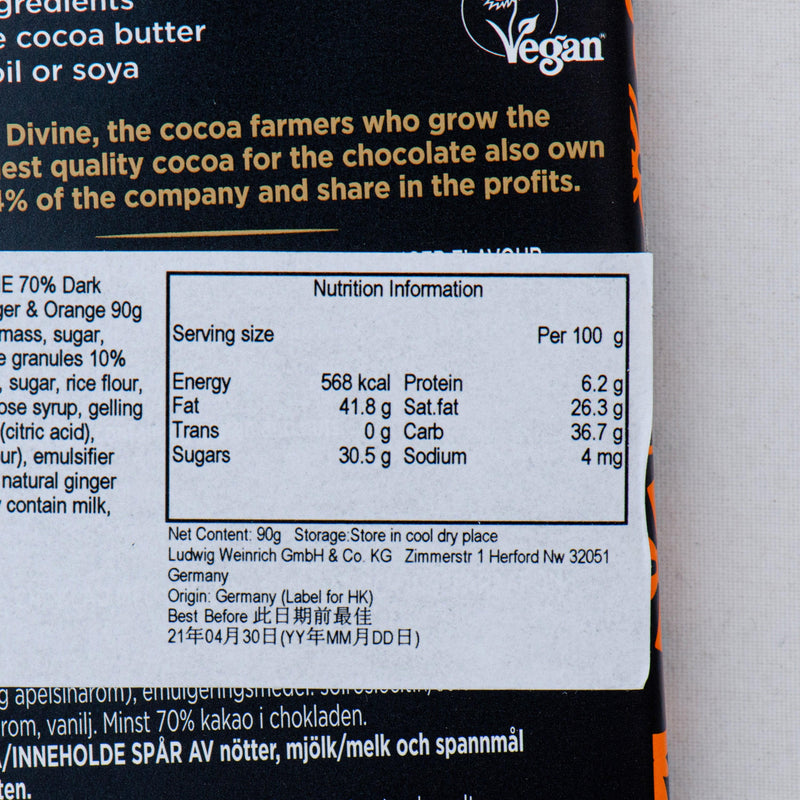 gredients
e cocoa butter
oil or soya
Vegan
Divine, the cocoa farmers who grow the
est quality cocoa for the chocolate also own
4% of the company and share in the profits.
FLAVOUR
E 70% Dark
ger & Orange 90g
mass, sugar,
e granules 10%
, sugar, rice flour,
ose syrup, gelling
(citric acid),
ur), emulsifier
natural ginger
contain milk,
Nutrition Information
Serving size Per 100 g
Energy 568 kcal Protein 6.2 g
Fat 41.8 g Sat.fat 26.3 g
Trans 0 g Carb 36.7 g
Sugars 30.5 g Sodium 4 mg
Net Content: 90g Storage:Store in cool dry place
Ludwig Weinrich GmbH & Co. KG Zimmerstr 1 Herford Nw 32051
Germany
Origin: Germany (Label for HK)
Best Before 此日期前最佳
21年04月30日(YY年MM月DD日)
g apelsinarom),
rom, vanilj. Minst 70% kakao i chokladen.
/INNEHOLDE SPÅR AV nötter, mjölk/melk och spannmål
ten.